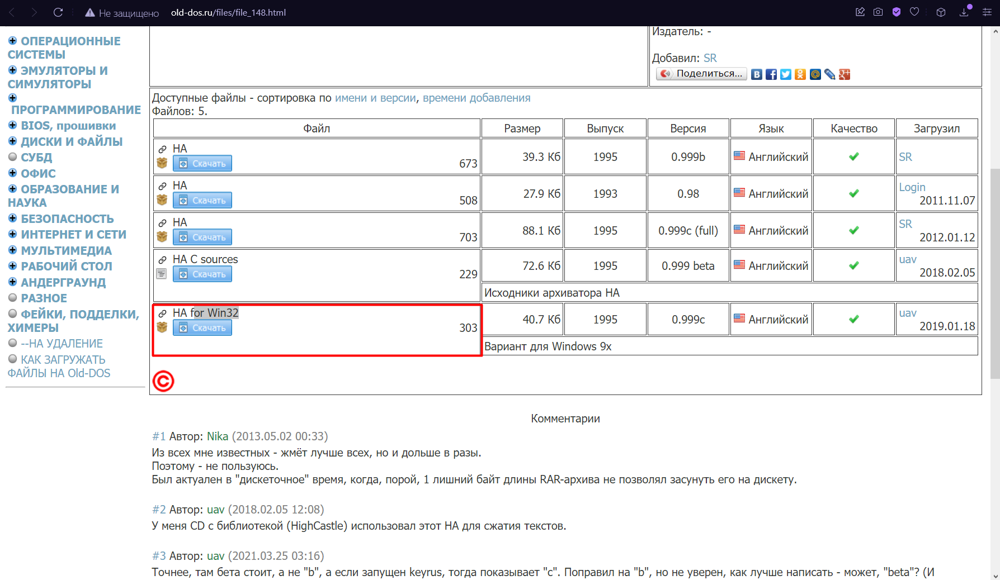 Не защищено old-dos.ru/files/file_148.html
ОПЕРАЦИОННЫЕ
СИСТЕМЫ
ЭМУЛЯТОРЫ И
СИМУЛЯТОРЫ
ПРОГРАММИРОВАНИЕ
BIOS, прошивки
ДИСКИ И ФАЙЛЫ
СУБД
ОФИС
ОБРАЗОВАНИЕ И
НАУКА
БЕЗОПАСНОСТЬ
ИНТЕРНЕТ И СЕТИ
МУЛЬТИМЕДИА
РАБОЧИЙ СТОЛ
АНДЕРГРАУНД
РАЗНОЕ
ФЕЙКИ, ПОДДЕЛКИ,
ХИМЕРЫ
--НА УДАЛЕНИЕ
КАК ЗАГРУЖАТЬ
ФАЙЛЫ НА Old-DOS
Издатель: -
Добавил: SR
Поделиться...
Доступные файлы - сортировка по имени и версии, времени добавления
Файлов: 5.
Файл Размер Выпуск Версия Язык Качество Загрузил
HA
Скачать 673 39.3 Кб 1995 0.999b Английский SR
HA
Скачать 508 27.9 Кб 1993 0.98 Английский Login
2011.11.07
HA
Скачать 703 88.1 Кб 1995 0.999c (full) Английский SR
2012.01.12
HA C sources
Скачать 229 72.6 Кб 1995 0.999 beta Английский uav
2018.02.05
Исходники архиватора HA
HA for Win32
Скачать 303 40.7 Кб 1995 0.999c Английский uav
2019.01.18
Вариант для Windows 9x
©
Комментарии
#1 Автор: Nika (2013.05.02 00:33)
Из всех мне известных - жмёт лучше всех, но и дольше в разы.
Поэтому - не пользуюсь.
Был актуален в "дискеточное" время, когда, порой, 1 лишний байт длины RAR-архива не позволял засунуть его на дискету.
#2 Автор: uav (2018.02.05 12:08)
У меня CD с библиотекой (HighCastle) использовал этот HA для сжатия текстов.
#3 Автор: uav (2021.03.25 03:16)
Точнее, там бета стоит, а не "b", а если запущен keyrus, тогда показывает "c". Поправил на "b", но не уверен, как лучше написать - может, "beta"? (И